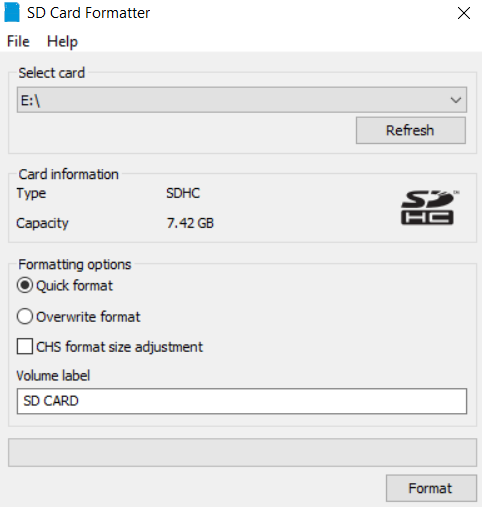 SD Card Formatter
File Help
Select card
E:\
Refresh
Card information
Type SDHC
Capacity 7.42 GB
SD
HC
TM
Formatting options
Quick format
Overwrite format
CHS format size adjustment
Volume label
SD CARD
Format